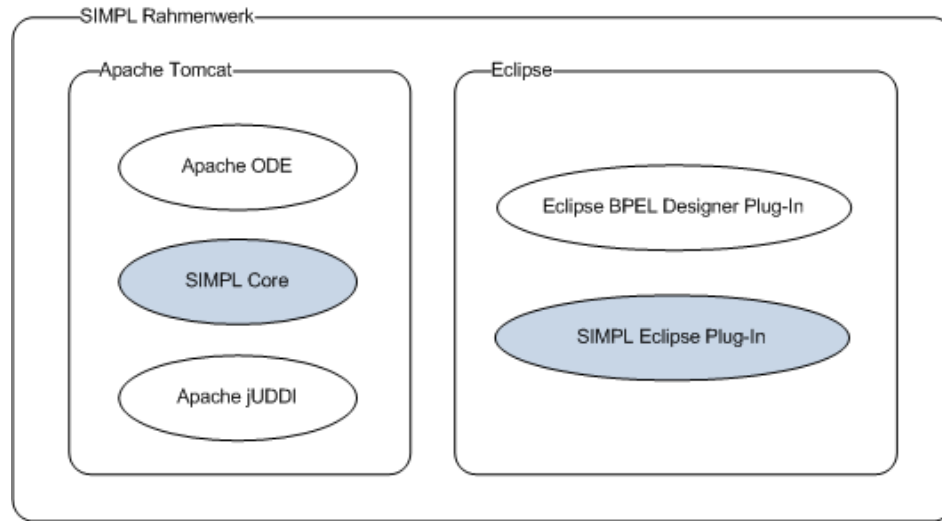 SIMPL Rahmenwerk
Apache Tomcat
Apache ODE
SIMPL Core
Apache jUDDI
Eclipse
Eclipse BPEL Designer Plug-In
SIMPL Eclipse Plug-In